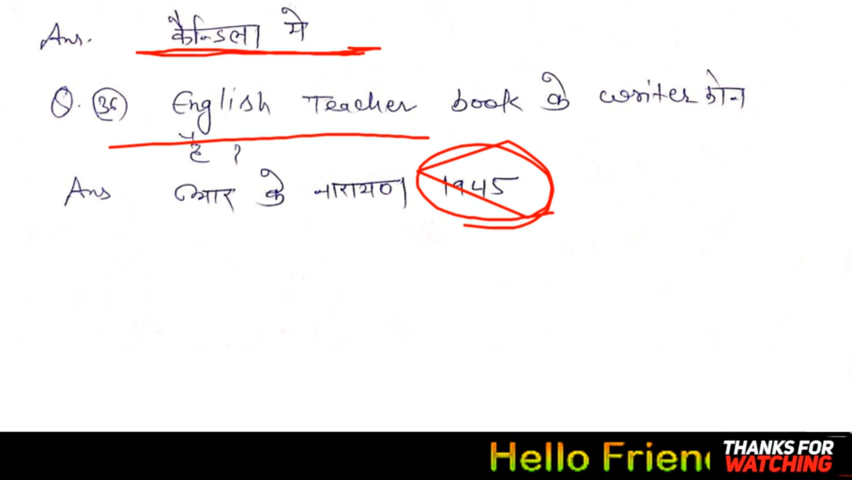 Ans. कैन्डिला मे
Q. 36 English Teacher book के writer कौन
है ?
Ans आर के नारायण 1945
Hello Frien
THANKS FOR
WATCHING